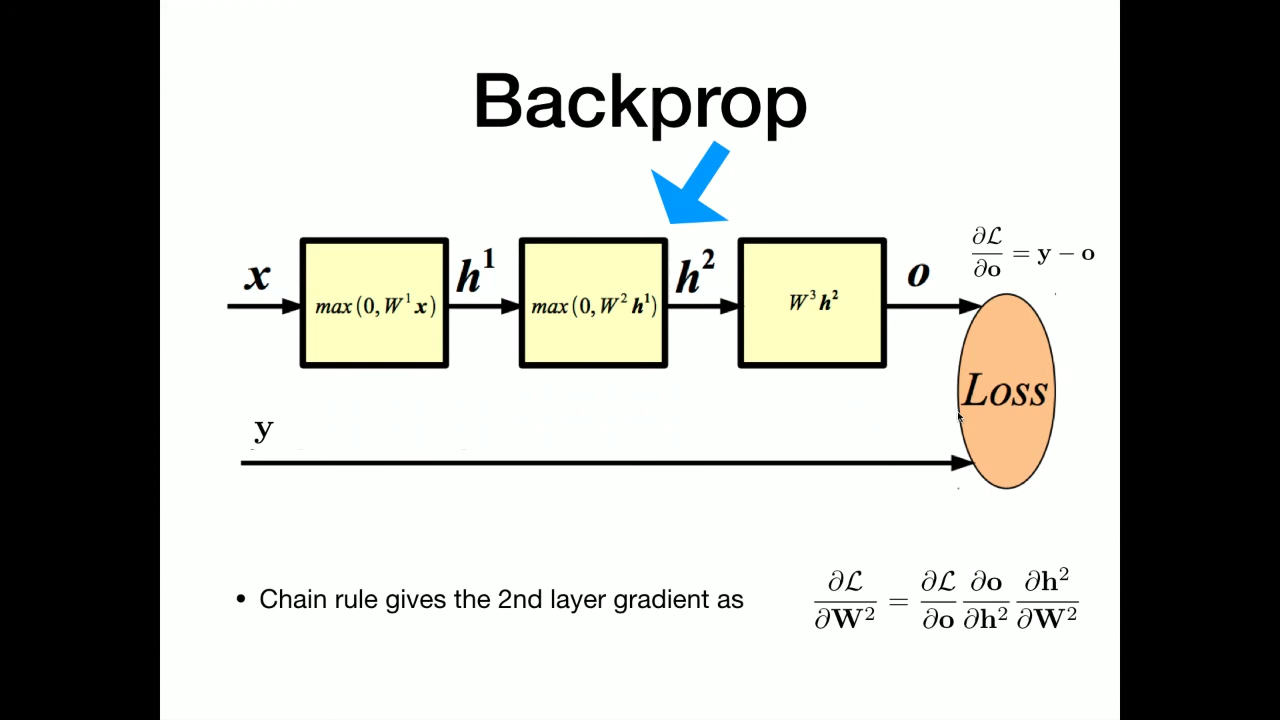 Backprop
∂ℒ/∂o = y − o
x
h¹
h²
o
max(0, W¹ x)
max(0, W² h¹)
W³ h²
Loss
y
• Chain rule gives the 2nd layer gradient as ∂ℒ/∂W² = ∂ℒ/∂o ∂o/∂h² ∂h²/∂W²